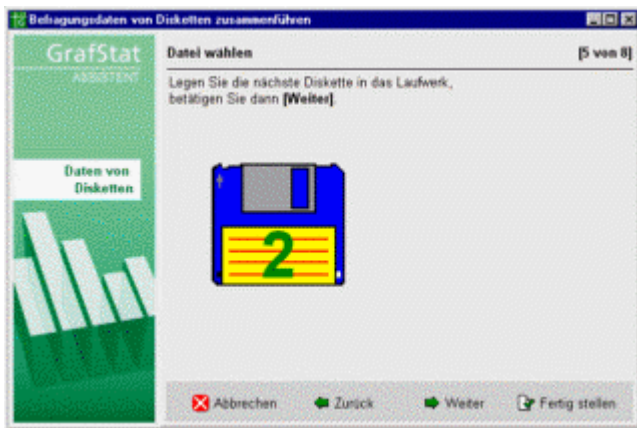 Befragungsdaten von Disketten zusammenführen
GrafStat
ASSISTENT
Datei wählen
[5 von 8]
Legen Sie die nächste Diskette in das Laufwerk,
betätigen Sie dann [Weiter].
Daten von
Disketten
2
Abbrechen
Zurück
Weiter
Fertig stellen